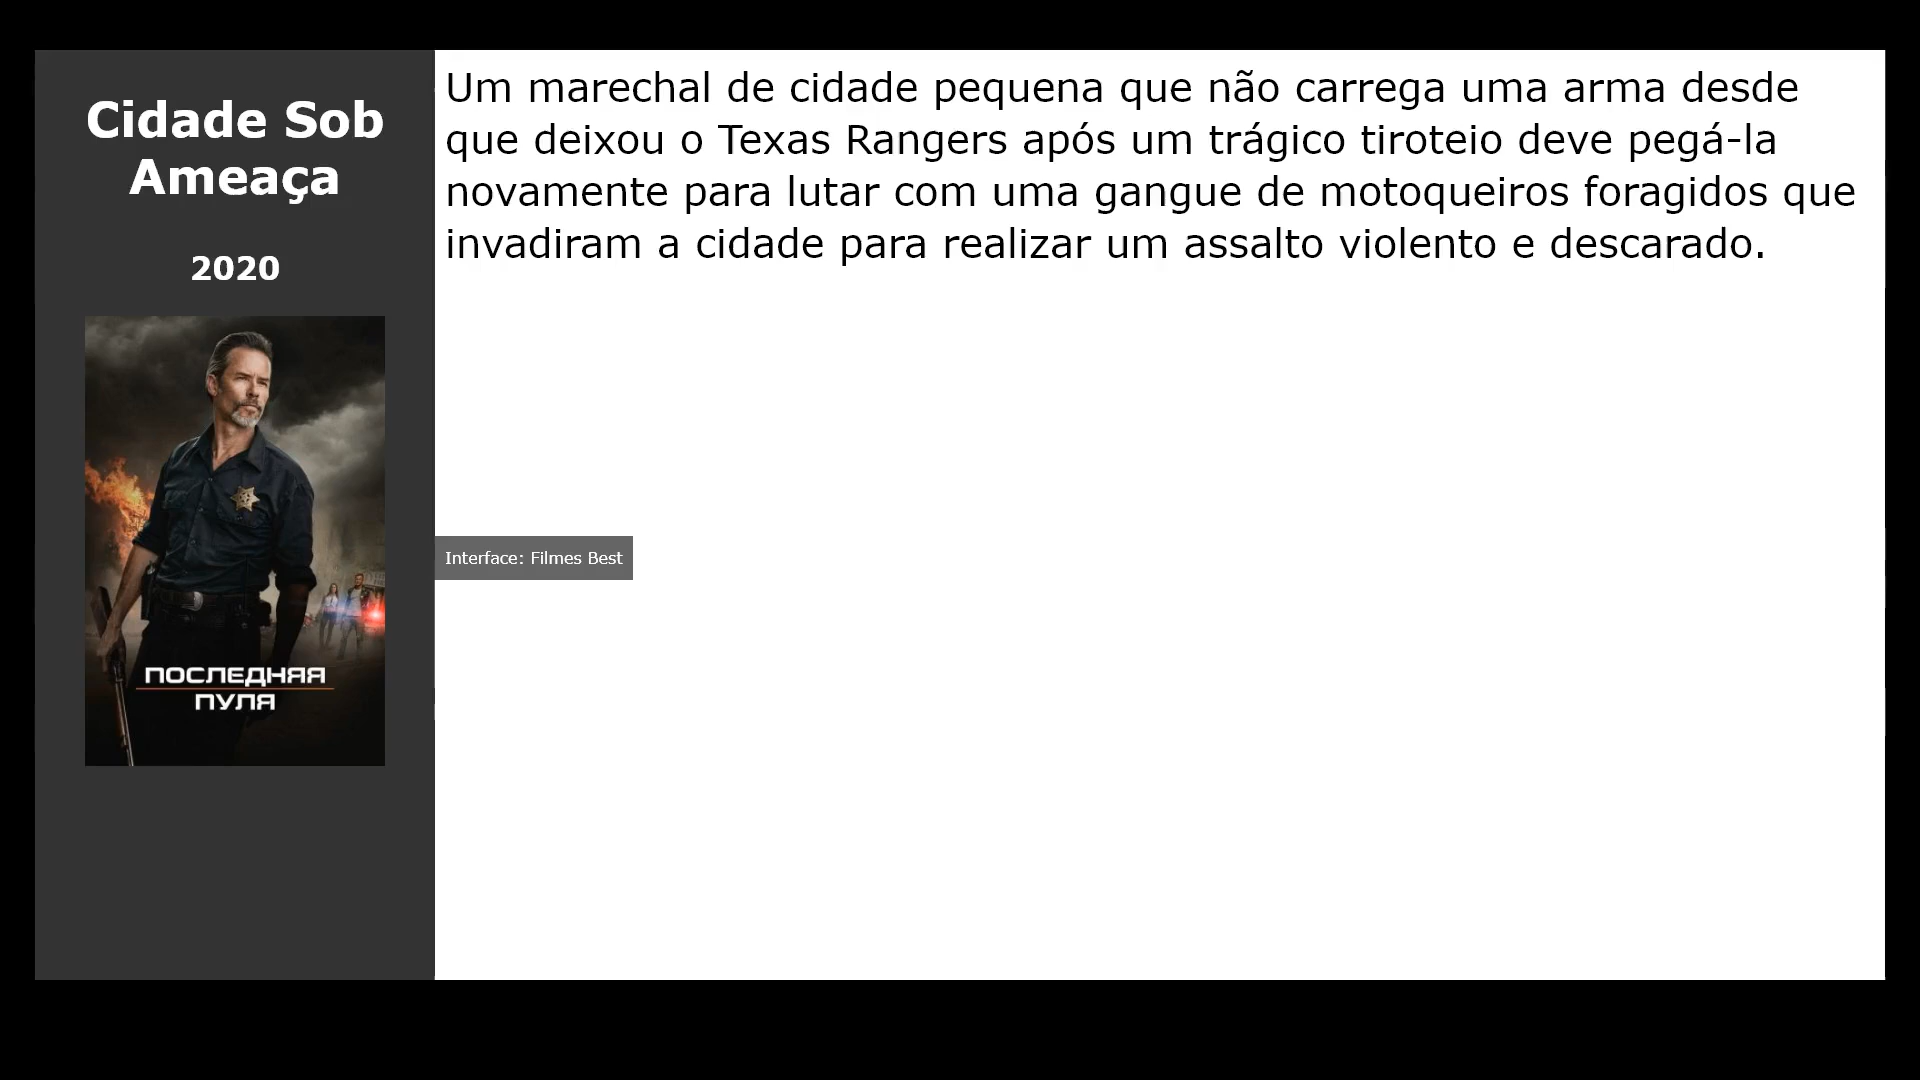 Cidade Sob
Ameaça
2020
ПОСЛЕДНЯЯ
ПУЛЯ
Um marechal de cidade pequena que não carrega uma arma desde
que deixou o Texas Rangers após um trágico tiroteio deve pegá-la
novamente para lutar com uma gangue de motoqueiros foragidos que
invadiram a cidade para realizar um assalto violento e descarado.
Interface: Filmes Best